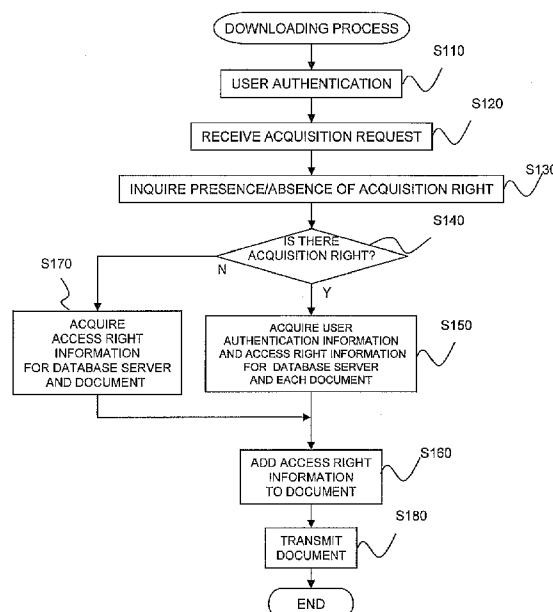 DOWNLOADING PROCESS
S110
USER AUTHENTICATION
S120
RECEIVE ACQUISITION REQUEST
S130
INQUIRE PRESENCE/ABSENCE OF ACQUISITION RIGHT
S140
IS THERE
ACQUISITION RIGHT?
N
Y
S170
ACQUIRE
ACCESS RIGHT
INFORMATION
FOR DATABASE SERVER
AND DOCUMENT
S150
ACQUIRE USER
AUTHENTICATION INFORMATION
AND ACCESS RIGHT INFORMATION
FOR DATABASE SERVER
AND EACH DOCUMENT
S160
ADD ACCESS RIGHT
INFORMATION
TO DOCUMENT
S180
TRANSMIT
DOCUMENT
END